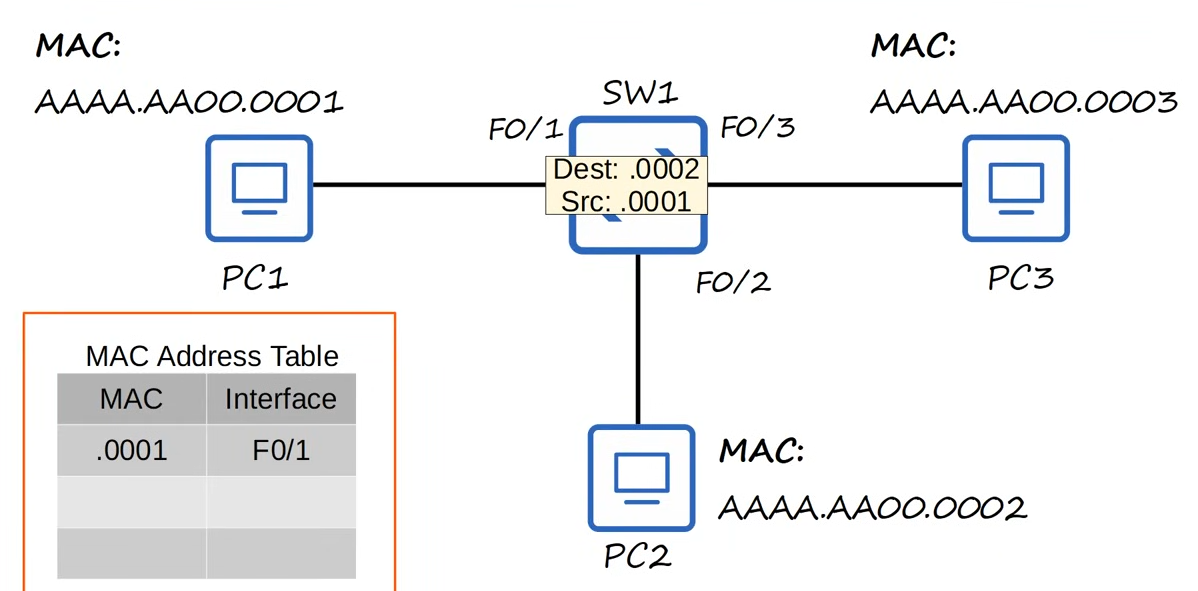 MAC:
AAAA.AA00.0001
MAC:
AAAA.AA00.0003
SW1
F0/1
F0/3
Dest: .0002
Src: .0001
PC1
F0/2
PC3
MAC Address Table
MAC Interface
.0001 F0/1
MAC:
AAAA.AA00.0002
PC2